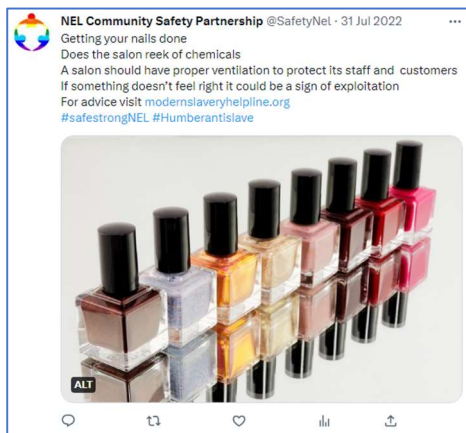 NEL Community Safety Partnership @SafetyNel · 31 Jul 2022 ...
Getting your nails done
Does the salon reek of chemicals
A salon should have proper ventilation to protect its staff and customers
If something doesn't feel right it could be a sign of exploitation
For advice visit modernslaveryhelpline.org
#safestrongNEL #Humberantislave
ALT